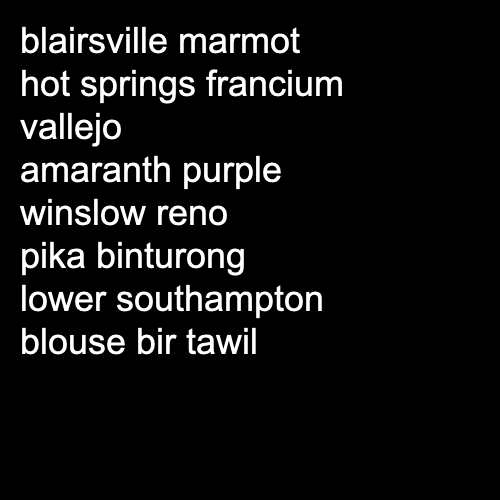 blairsville marmot
hot springs francium
vallejo
amaranth purple
winslow reno
pika binturong
lower southampton
blouse bir tawil